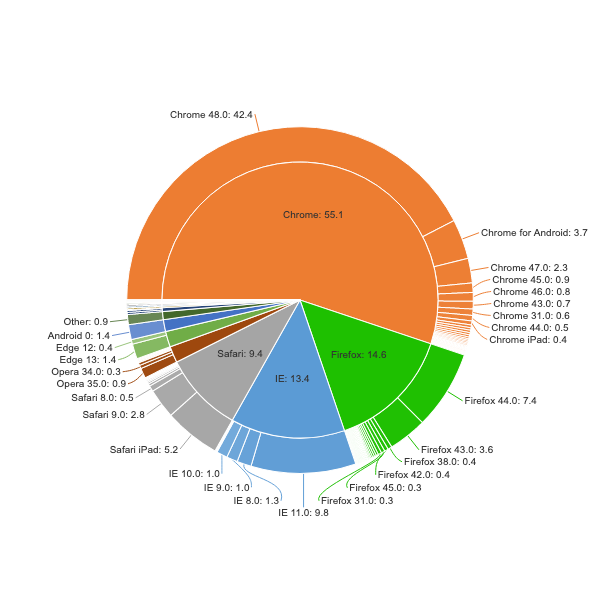 Chrome 48.0: 42.4
Chrome: 55.1
Chrome for Android: 3.7
Chrome 47.0: 2.3
Chrome 45.0: 0.9
Chrome 46.0: 0.8
Chrome 43.0: 0.7
Chrome 31.0: 0.6
Chrome 44.0: 0.5
Chrome iPad: 0.4
Other: 0.9
Android 0: 1.4
Edge 12: 0.4
Edge 13: 1.4
Opera 34.0: 0.3
Opera 35.0: 0.9
Safari 8.0: 0.5
Safari 9.0: 2.8
Safari iPad: 5.2
Safari: 9.4
IE: 13.4
Firefox: 14.6
Firefox 44.0: 7.4
Firefox 43.0: 3.6
Firefox 38.0: 0.4
Firefox 42.0: 0.4
Firefox 45.0: 0.3
Firefox 31.0: 0.3
IE 10.0: 1.0
IE 9.0: 1.0
IE 8.0: 1.3
IE 11.0: 9.8